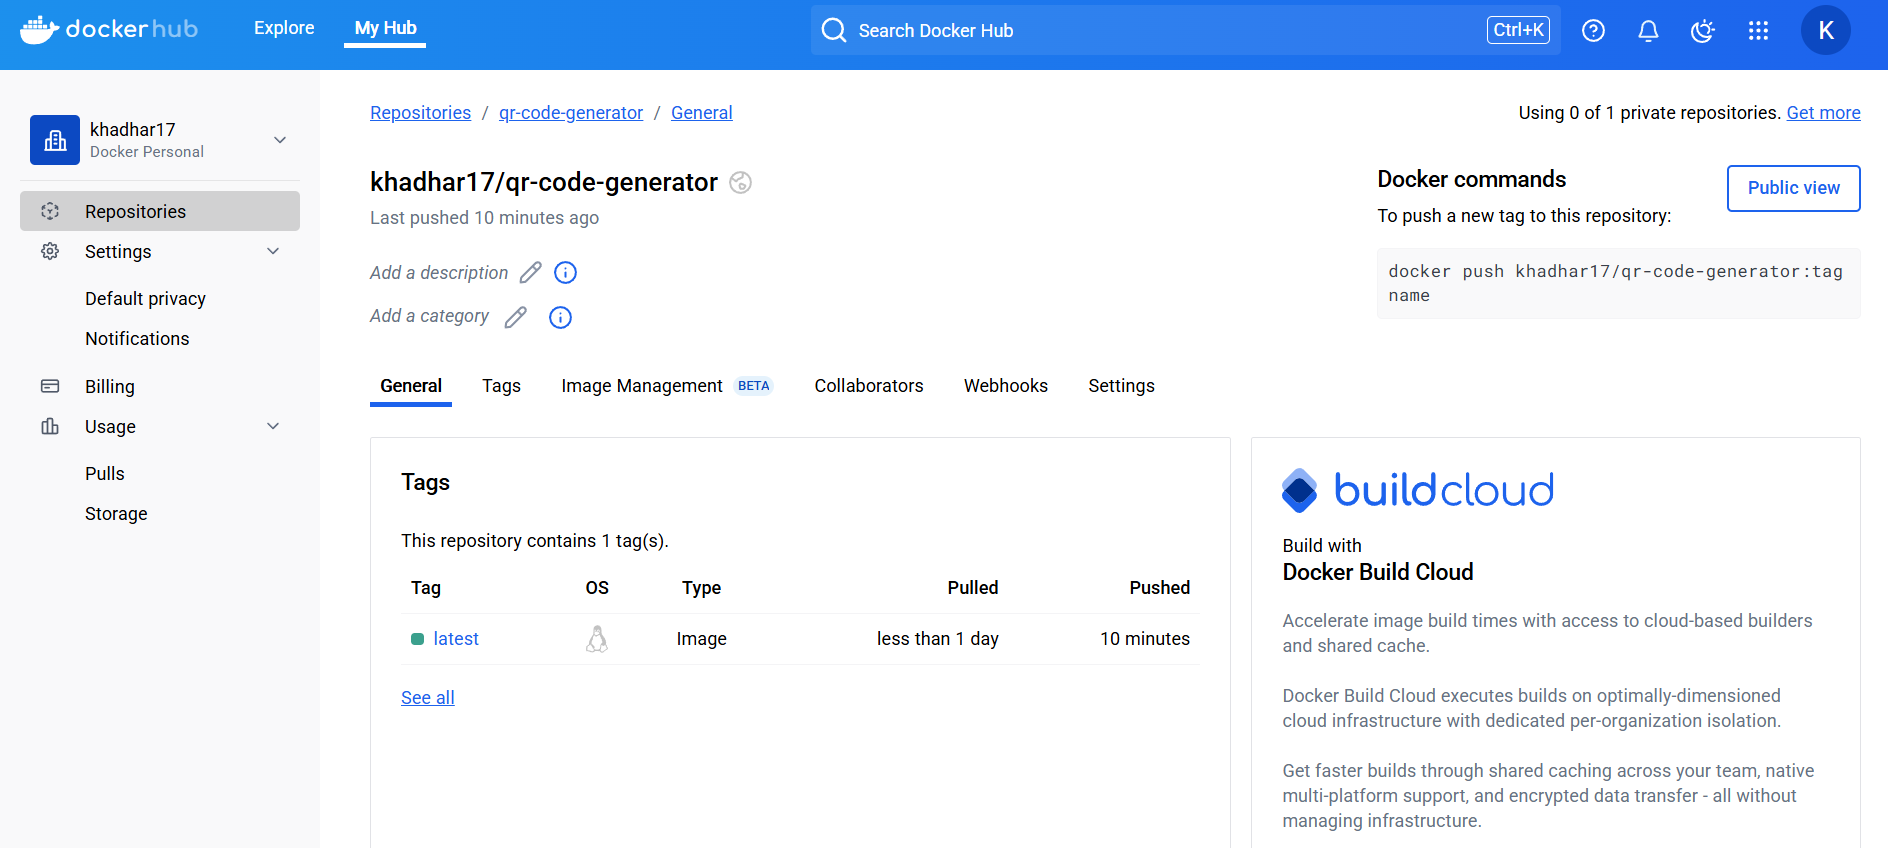 docker hub
Explore
My Hub
Search Docker Hub
Ctrl+K
K
khadhar17
Docker Personal
Repositories
Settings
Default privacy
Notifications
Billing
Usage
Pulls
Storage
Repositories / qr-code-generator / General
Using 0 of 1 private repositories. Get more
khadhar17/qr-code-generator
Last pushed 10 minutes ago
Add a description
Add a category
Docker commands
Public view
To push a new tag to this repository:
docker push khadhar17/qr-code-generator:tag
name
General
Tags
Image Management BETA
Collaborators
Webhooks
Settings
Tags
This repository contains 1 tag(s).
Tag OS Type Pulled Pushed
latest Image less than 1 day 10 minutes
See all
buildcloud
Build with
Docker Build Cloud
Accelerate image build times with access to cloud-based builders
and shared cache.
Docker Build Cloud executes builds on optimally-dimensioned
cloud infrastructure with dedicated per-organization isolation.
Get faster builds through shared caching across your team, native
multi-platform support, and encrypted data transfer - all without
managing infrastructure.